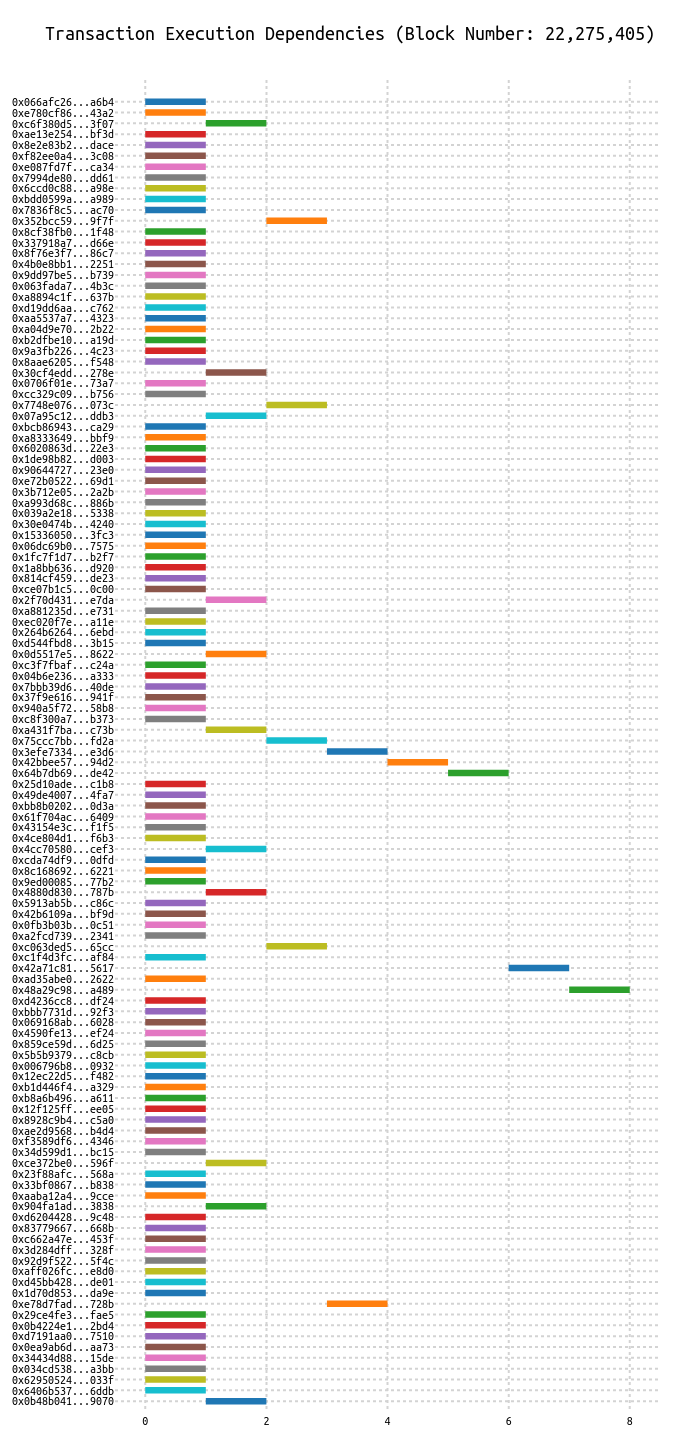 Transaction Execution Dependencies (Block Number: 22,275,405)
0x066afc26...a6b4
0xe780cf86...43a2
0xc6f380d5...3f07
0xae13e254...bf3d
0x8e2e83b2...dace
0xf82ee0a4...3c08
0xe087fd7f...ca34
0x7994de80...dd61
0x6ccd0c88...a98e
0xbdd0599a...a989
0x7836f8c5...ac70
0x352bcc59...9f7f
0x8cf38fb0...1f48
0x337918a7...d66e
0x8f76e3f7...86c7
0x4b0e8bb1...2251
0x9dd97be5...b739
0x063fada7...4b3c
0xa8894c1f...637b
0xd19dd6aa...c762
0xaa5537a7...4323
0xa04d9e70...2b22
0xb2dfbe10...a19d
0x9a3fb226...4c23
0x8aae6205...f548
0x30cf4edd...278e
0x0706f01e...73a7
0xcc329c09...b756
0x7748e076...073c
0x07a95c12...ddb3
0xbcb86943...ca29
0xa8333649...bbf9
0x6020863d...22e3
0x1de98b82...d003
0x90644727...23e0
0xe72b0522...69d1
0x3b712e05...2a2b
0xa993d68c...886b
0x039a2e18...5338
0x30e0474b...4240
0x15336050...3fc3
0x06dc69b0...7575
0x1fc7f1d7...b2f7
0x1a8bb636...d920
0x814cf459...de23
0xce07b1c5...0c00
0x2f70d431...e7da
0xa881235d...e731
0xec020f7e...a11e
0x264b6264...6ebd
0xd544fbd8...3b15
0x0d5517e5...8622
0xc3f7fbaf...c24a
0x04b6e236...a333
0x7bbb39d6...40de
0x37f9e616...941f
0x940a5f72...58b8
0xc8f300a7...b373
0xa431f7ba...c73b
0x75ccc7bb...fd2a
0x3efe7334...e3d6
0x42bbee57...94d2
0x64b7db69...de42
0x25d10ade...c1b8
0x49de4007...4fa7
0xbb8b0202...0d3a
0x61f704ac...6409
0x43154e3c...f1f5
0x4ce804d1...f6b3
0x4cc70580...cef3
0xcda74df9...0dfd
0x8c168692...6221
0x9ed00085...77b2
0x4880d830...787b
0x5913ab5b...c86c
0x42b6109a...bf9d
0x0fb3b03b...0c51
0xa2fcd739...2341
0xc063ded5...65cc
0xc1f4d3fc...af84
0x42a71c81...5617
0xad35abe0...2622
0x48a29c98...a489
0xd4236cc8...df24
0xbbb7731d...92f3
0x069168ab...6028
0x4590fe13...ef24
0x859ce59d...6d25
0x5b5b9379...c8cb
0x006796b8...0932
0x12ec22d5...f482
0xb1d446f4...a329
0xb8a6b496...a611
0x12f125ff...ee05
0x8928c9b4...c5a0
0xae2d9568...b4d4
0xf3589df6...4346
0x34d599d1...bc15
0xce372be0...596f
0x23f88afc...568a
0x33bf0867...b838
0xaaba12a4...9cce
0x904fa1ad...3838
0xd6204428...9c48
0x83779667...668b
0xc662a47e...453f
0x3d284dff...328f
0x92d9f522...5f4c
0xaff026fc...e8d0
0xd45bb428...de01
0x1d70d853...da9e
0xe78d7fad...728b
0x29ce4fe3...fae5
0x0b4224e1...2bd4
0xd7191aa0...7510
0x0ea9ab6d...aa73
0x34434d88...15de
0x034cd538...a3bb
0x62950524...033f
0x6406b537...6ddb
0x0b48b041...9070
0 2 4 6 8